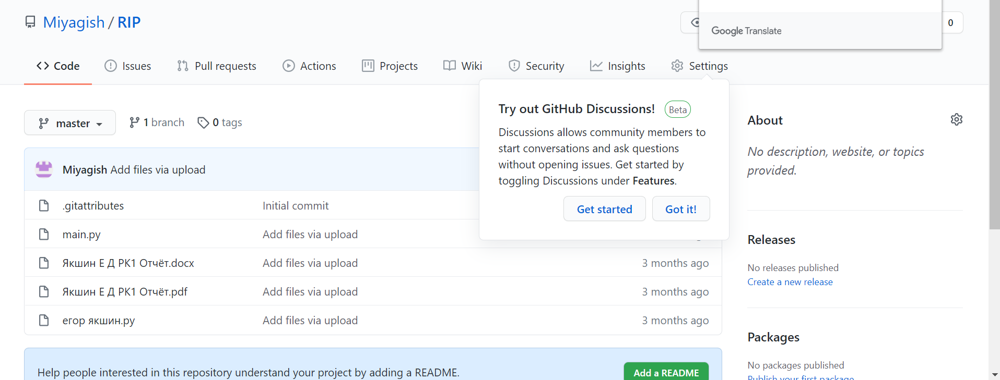 Miyagish / RIP
0
Google Translate
Code Issues Pull requests Actions Projects Wiki Security Insights Settings
master 1 branch 0 tags
Miyagish Add files via upload
.gitattributes Initial commit
main.py Add files via upload
Якшин Е Д РК1 Отчёт.docx Add files via upload 3 months ago
Якшин Е Д РК1 Отчёт.pdf Add files via upload 3 months ago
егор якшин.py Add files via upload 3 months ago
Help people interested in this repository understand your project by adding a README.
Add a README
Try out GitHub Discussions! Beta
Discussions allows community members to
start conversations and ask questions
without opening issues. Get started by
toggling Discussions under Features.
Get started Got it!
About
No description, website, or topics
provided.
Releases
No releases published
Create a new release
Packages
No packages published
Publish your first package